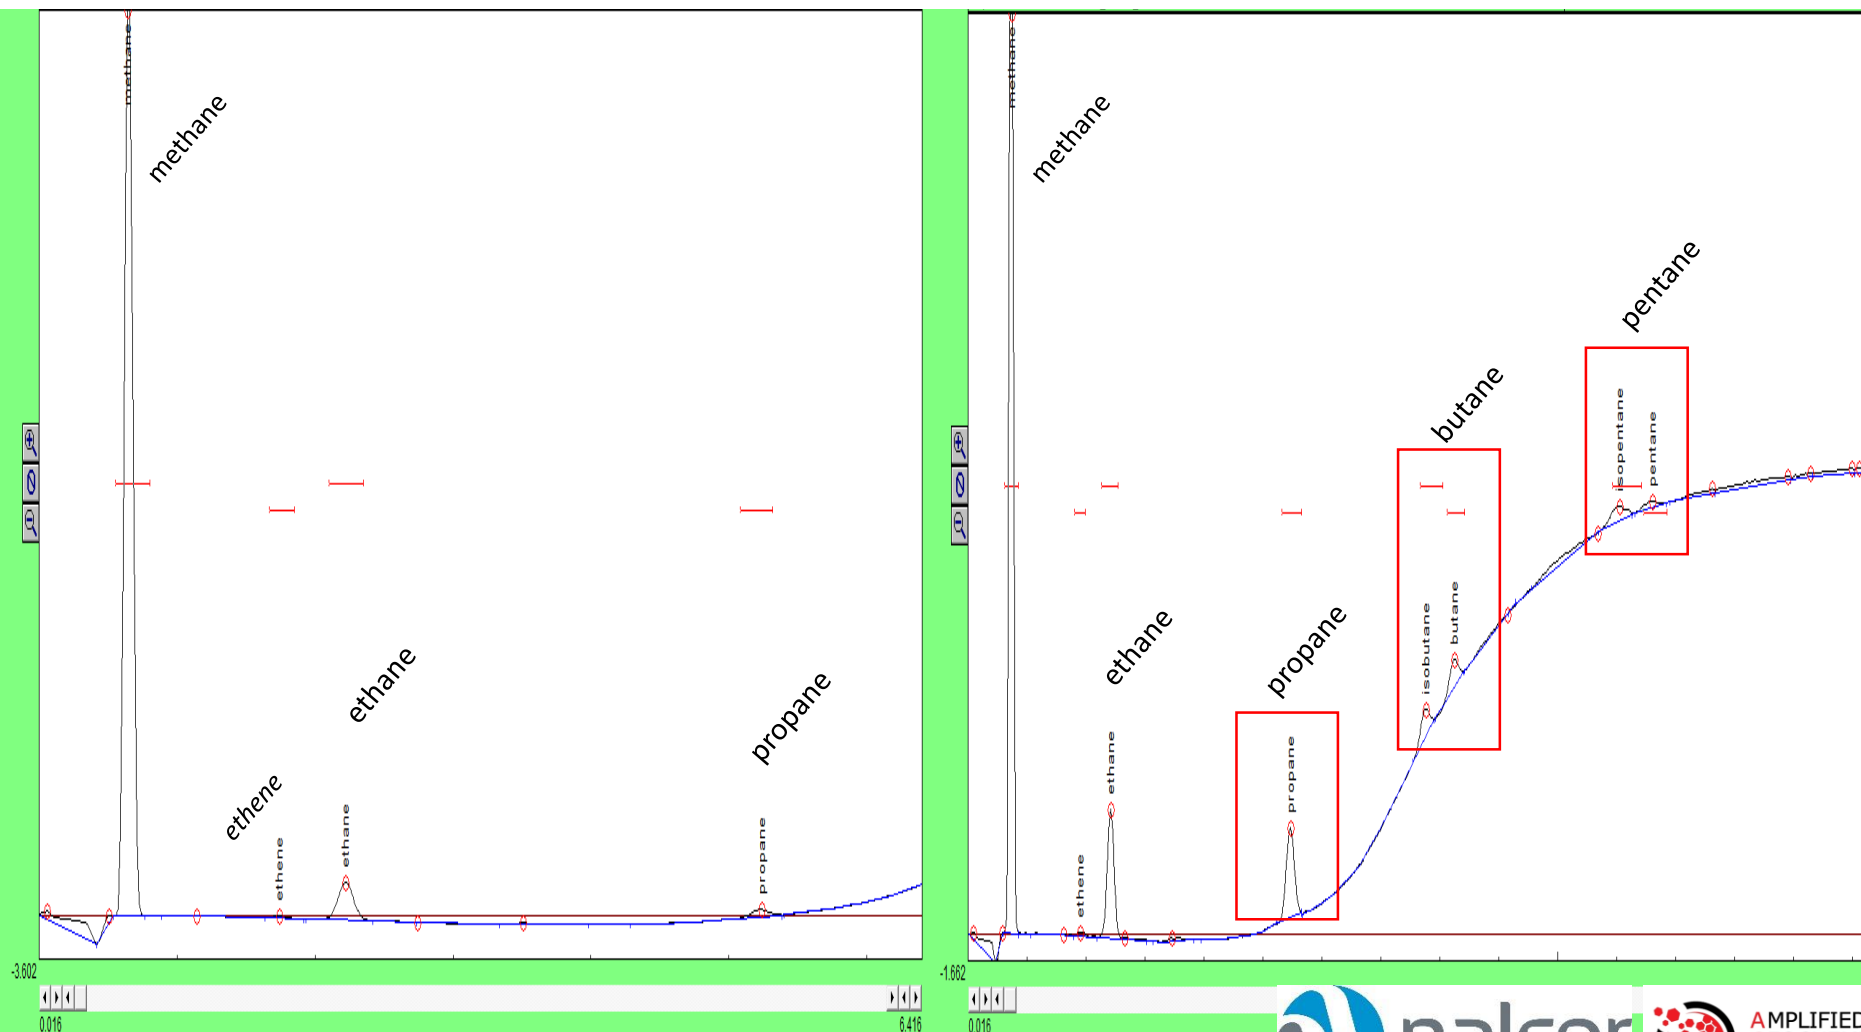 methane
methane
ethene
ethene
ethane
ethane
propane
propane
-3.602
0.016
6.416
methane
methane
ethene
ethane
ethane
propane
propane
butane
isobutane
butane
pentane
isopentane
pentane
-1.662
0.016
nalcor
AMPLIFIED